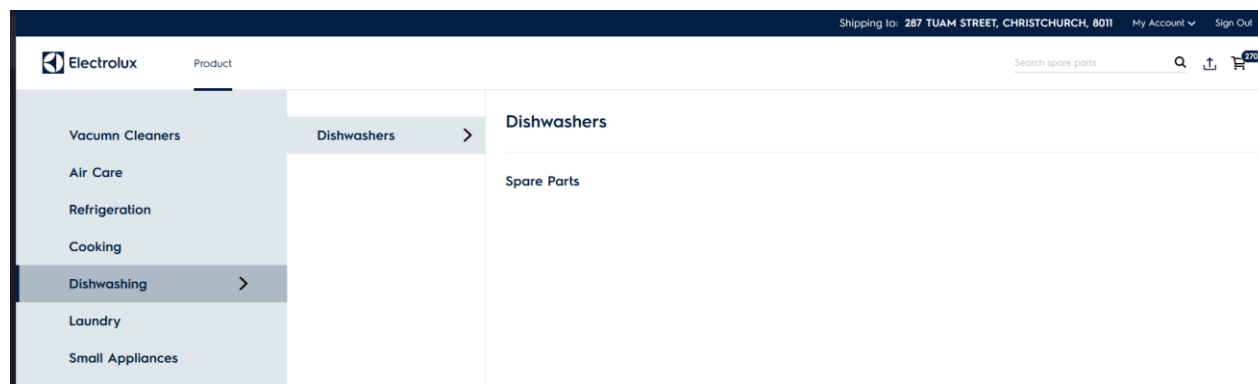 Shipping to: 287 TUAM STREET, CHRISTCHURCH, 8011 My Account Sign Out
Electrolux Product Search spare parts 270
Vacumn Cleaners
Air Care
Refrigeration
Cooking
Dishwashing
Laundry
Small Appliances
Dishwashers
Dishwashers
Spare Parts